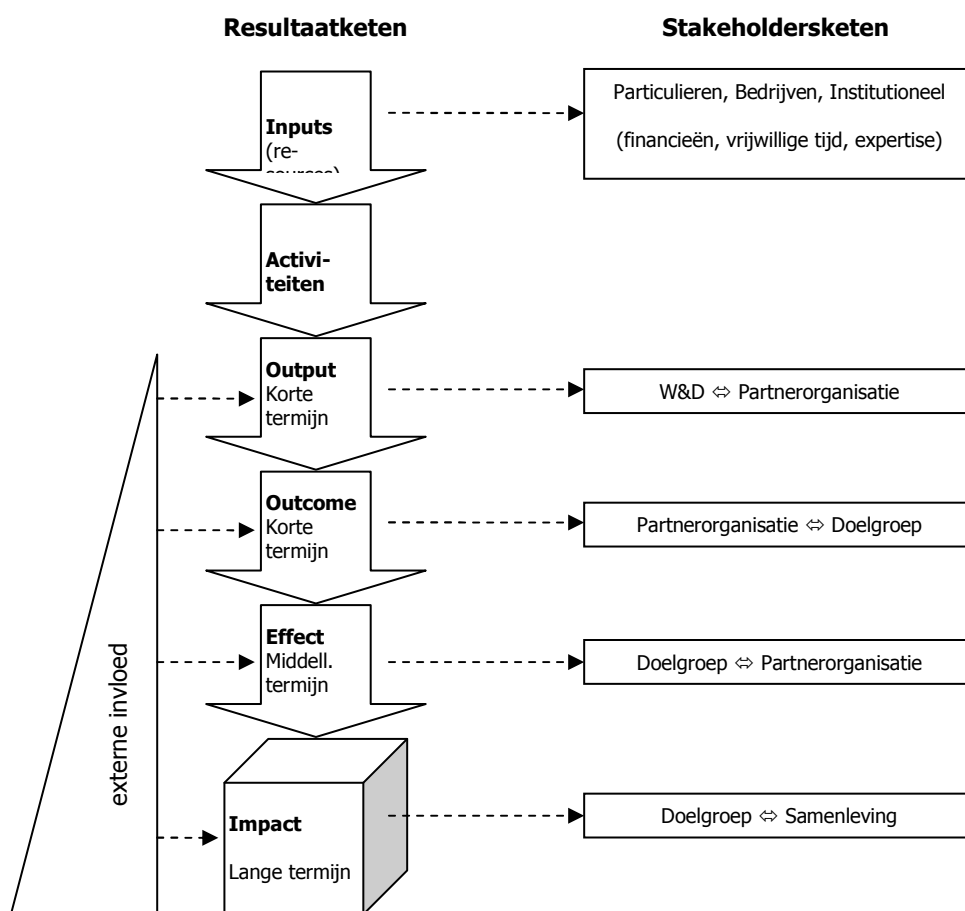 Resultaatketen
Stakeholdersketen
Inputs
(re-
sources)
Particulieren, Bedrijven, Institutioneel
(financieën, vrijwillige tijd, expertise)
Activi-
teiten
Output
Korte
termijn
W&D ⇔ Partnerorganisatie
Outcome
Korte
termijn
Partnerorganisatie ⇔ Doelgroep
Effect
Middell.
termijn
Doelgroep ⇔ Partnerorganisatie
externe invloed
Impact
Lange termijn
Doelgroep ⇔ Samenleving